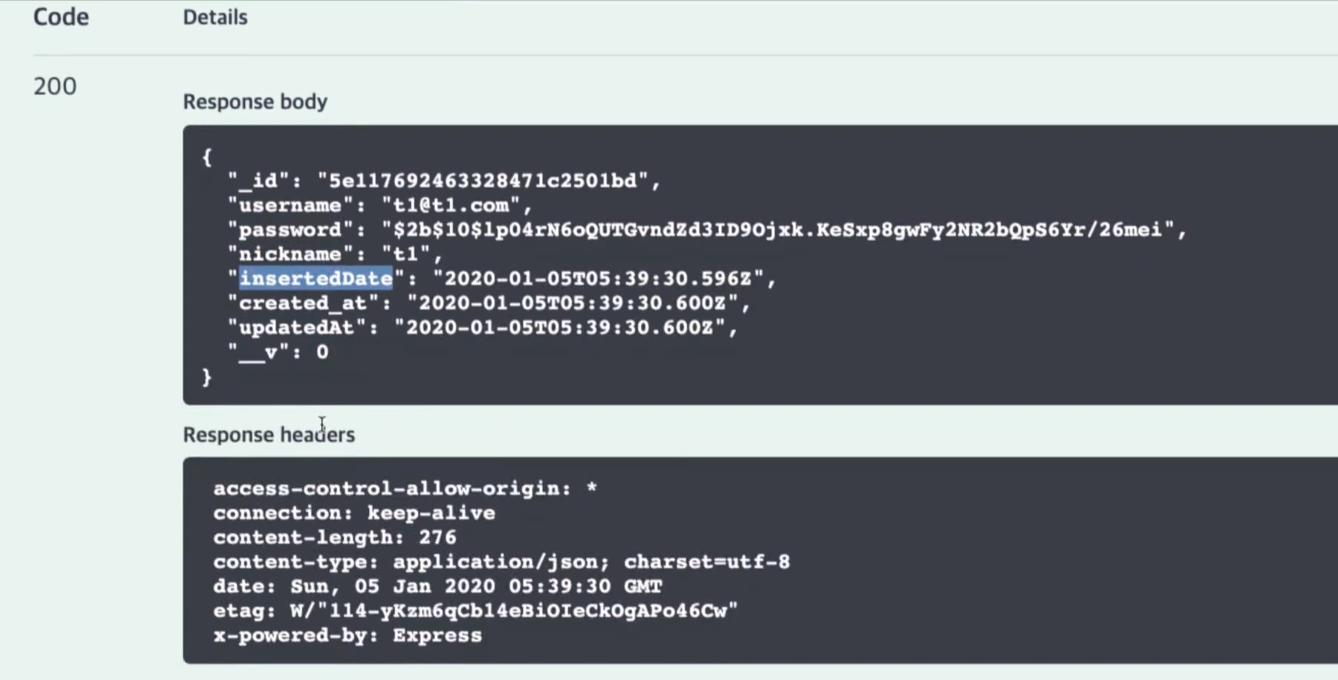 Code Details
200
Response body
{
"_id": "5e117692463328471c2501bd",
"username": "t1@t1.com",
"password": "$2b$10$lp04rN6oQUTGvndZd3ID9Ojxk.KeSxp8gwFy2NR2bQpS6Yr/26mei",
"nickname": "t1",
"insertedDate": "2020-01-05T05:39:30.596Z",
"created_at": "2020-01-05T05:39:30.600Z",
"updatedAt": "2020-01-05T05:39:30.600Z",
"__v": 0
}
Response headers
access-control-allow-origin: *
connection: keep-alive
content-length: 276
content-type: application/json; charset=utf-8
date: Sun, 05 Jan 2020 05:39:30 GMT
etag: W/"114-yKzm6qCb14eBiOIeCkOgAPo46Cw"
x-powered-by: Express